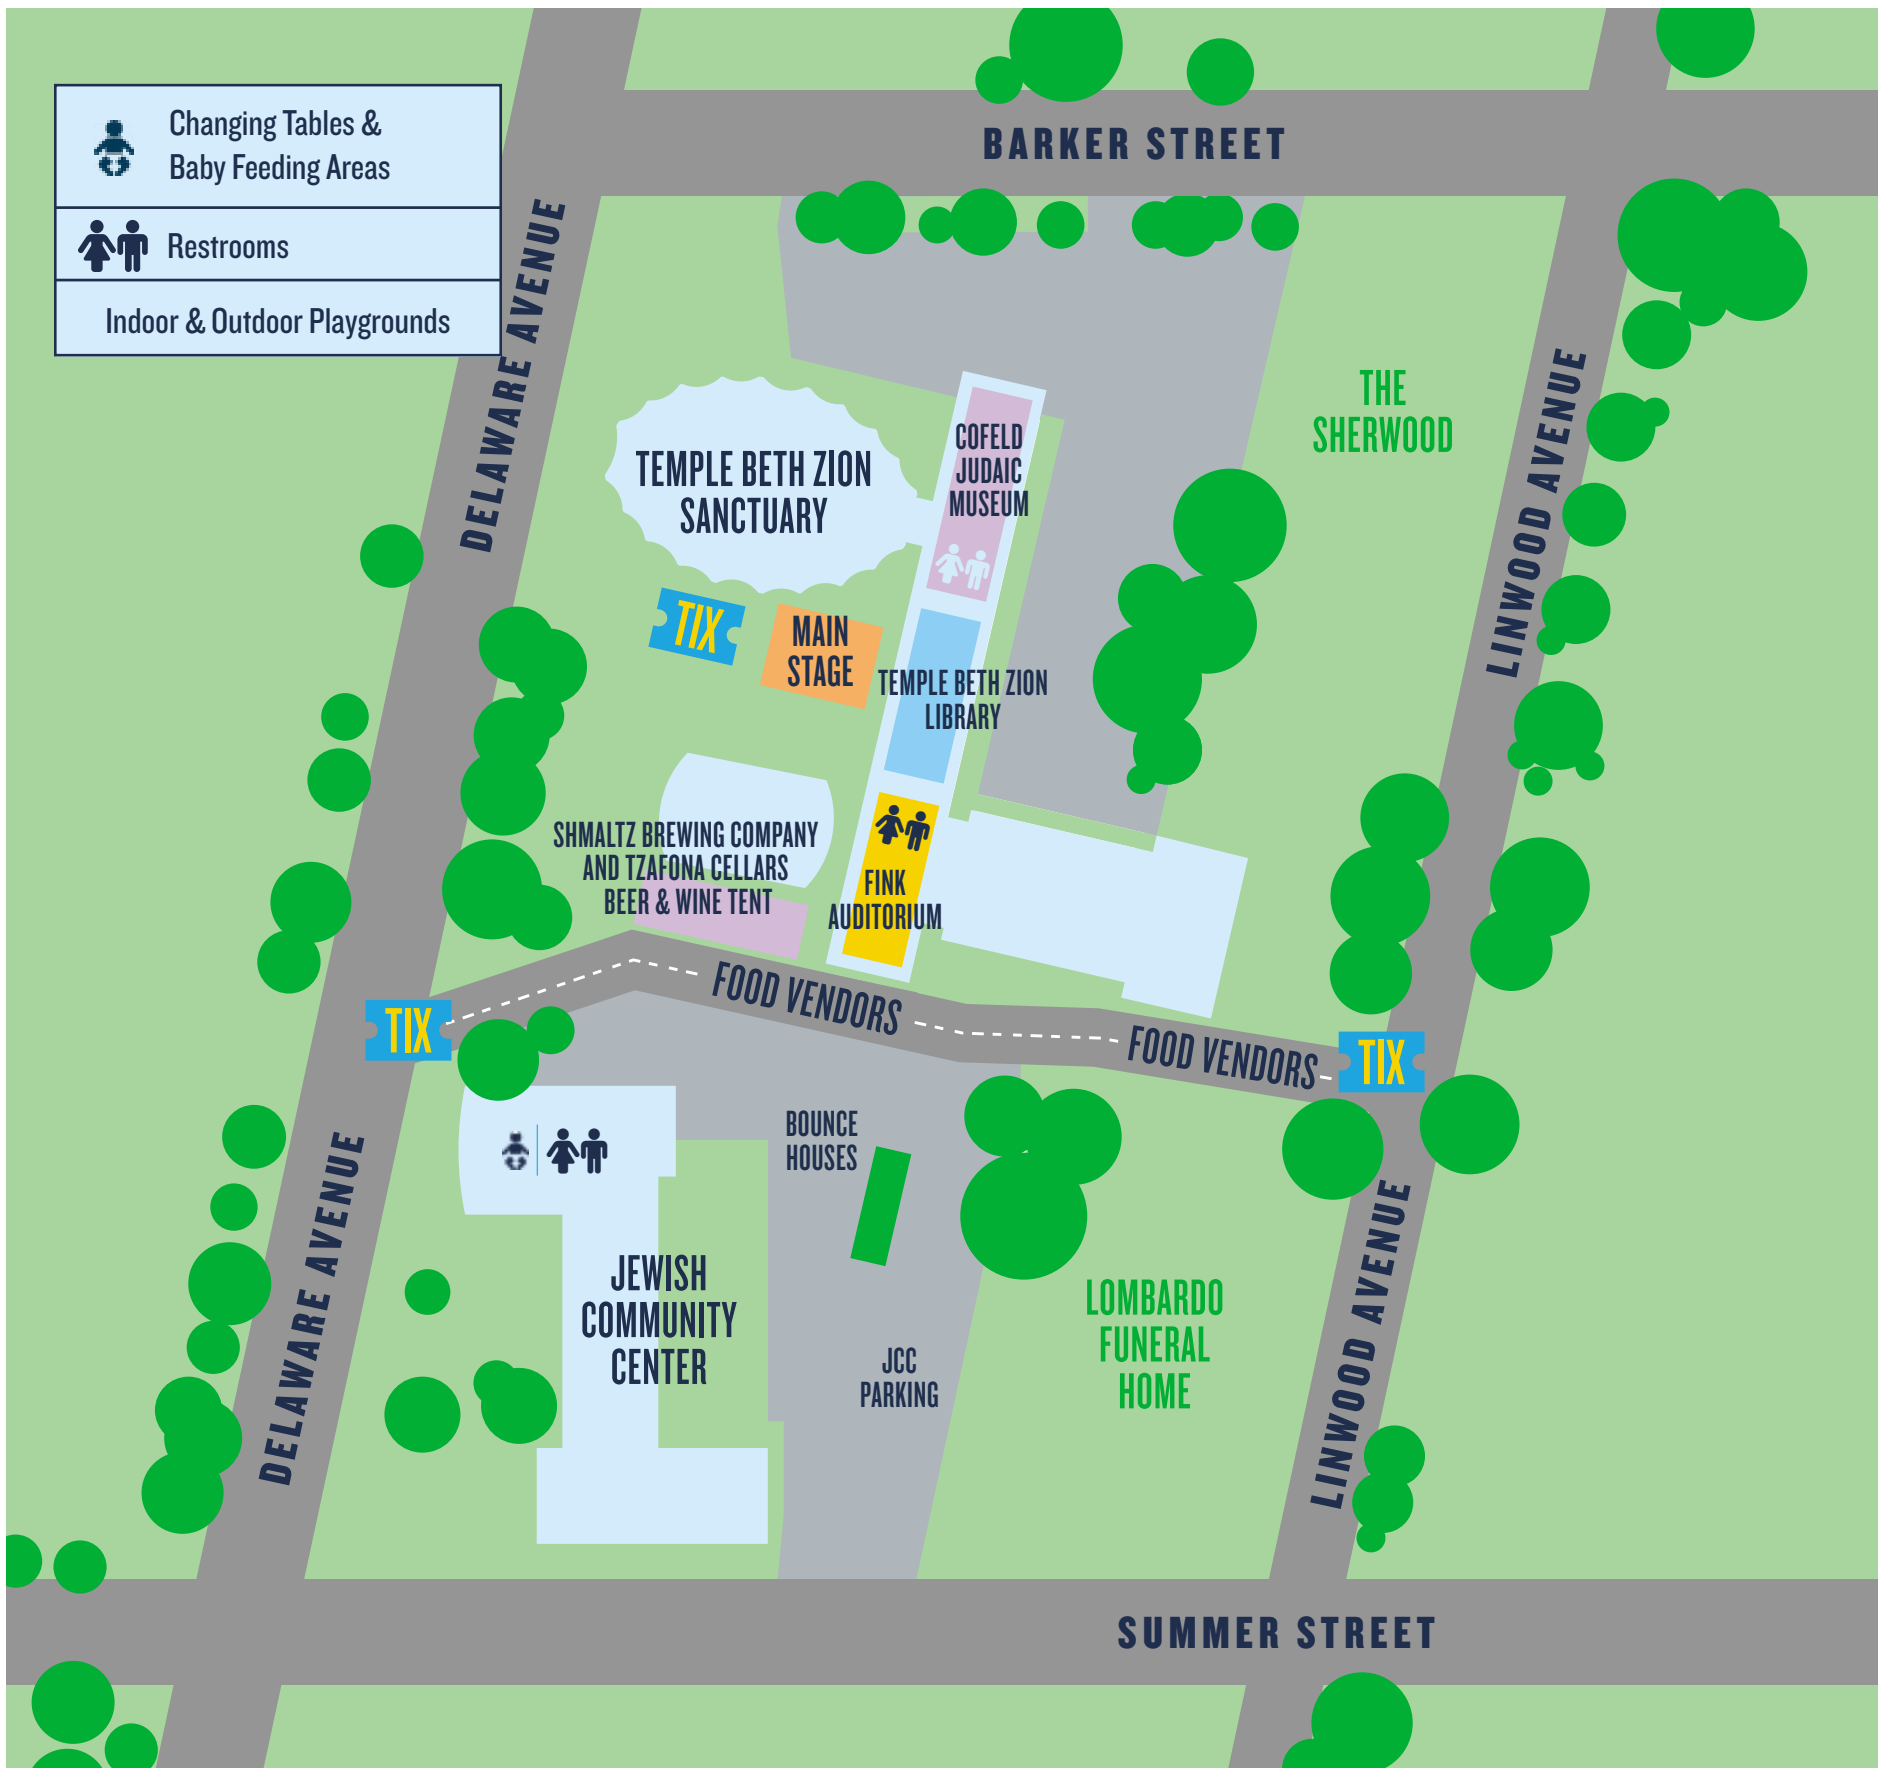 BARKER STREET
Changing Tables &
Baby Feeding Areas
Restrooms
Indoor & Outdoor Playgrounds
DELAWARE AVENUE
LINWOOD AVENUE
THE
SHERWOOD
TEMPLE BETH ZION
SANCTUARY
COFELD
JUDAIC
MUSEUM
TIX
MAIN
STAGE
TEMPLE BETH ZION
LIBRARY
SHMALTZ BREWING COMPANY
AND TZAFONA CELLARS
BEER & WINE TENT
FINK
AUDITORIUM
FOOD VENDORS
FOOD VENDORS
TIX
TIX
BOUNCE
HOUSES
DELAWARE AVENUE
LINWOOD AVENUE
JEWISH
COMMUNITY
CENTER
JCC
PARKING
LOMBARDO
FUNERAL
HOME
SUMMER STREET